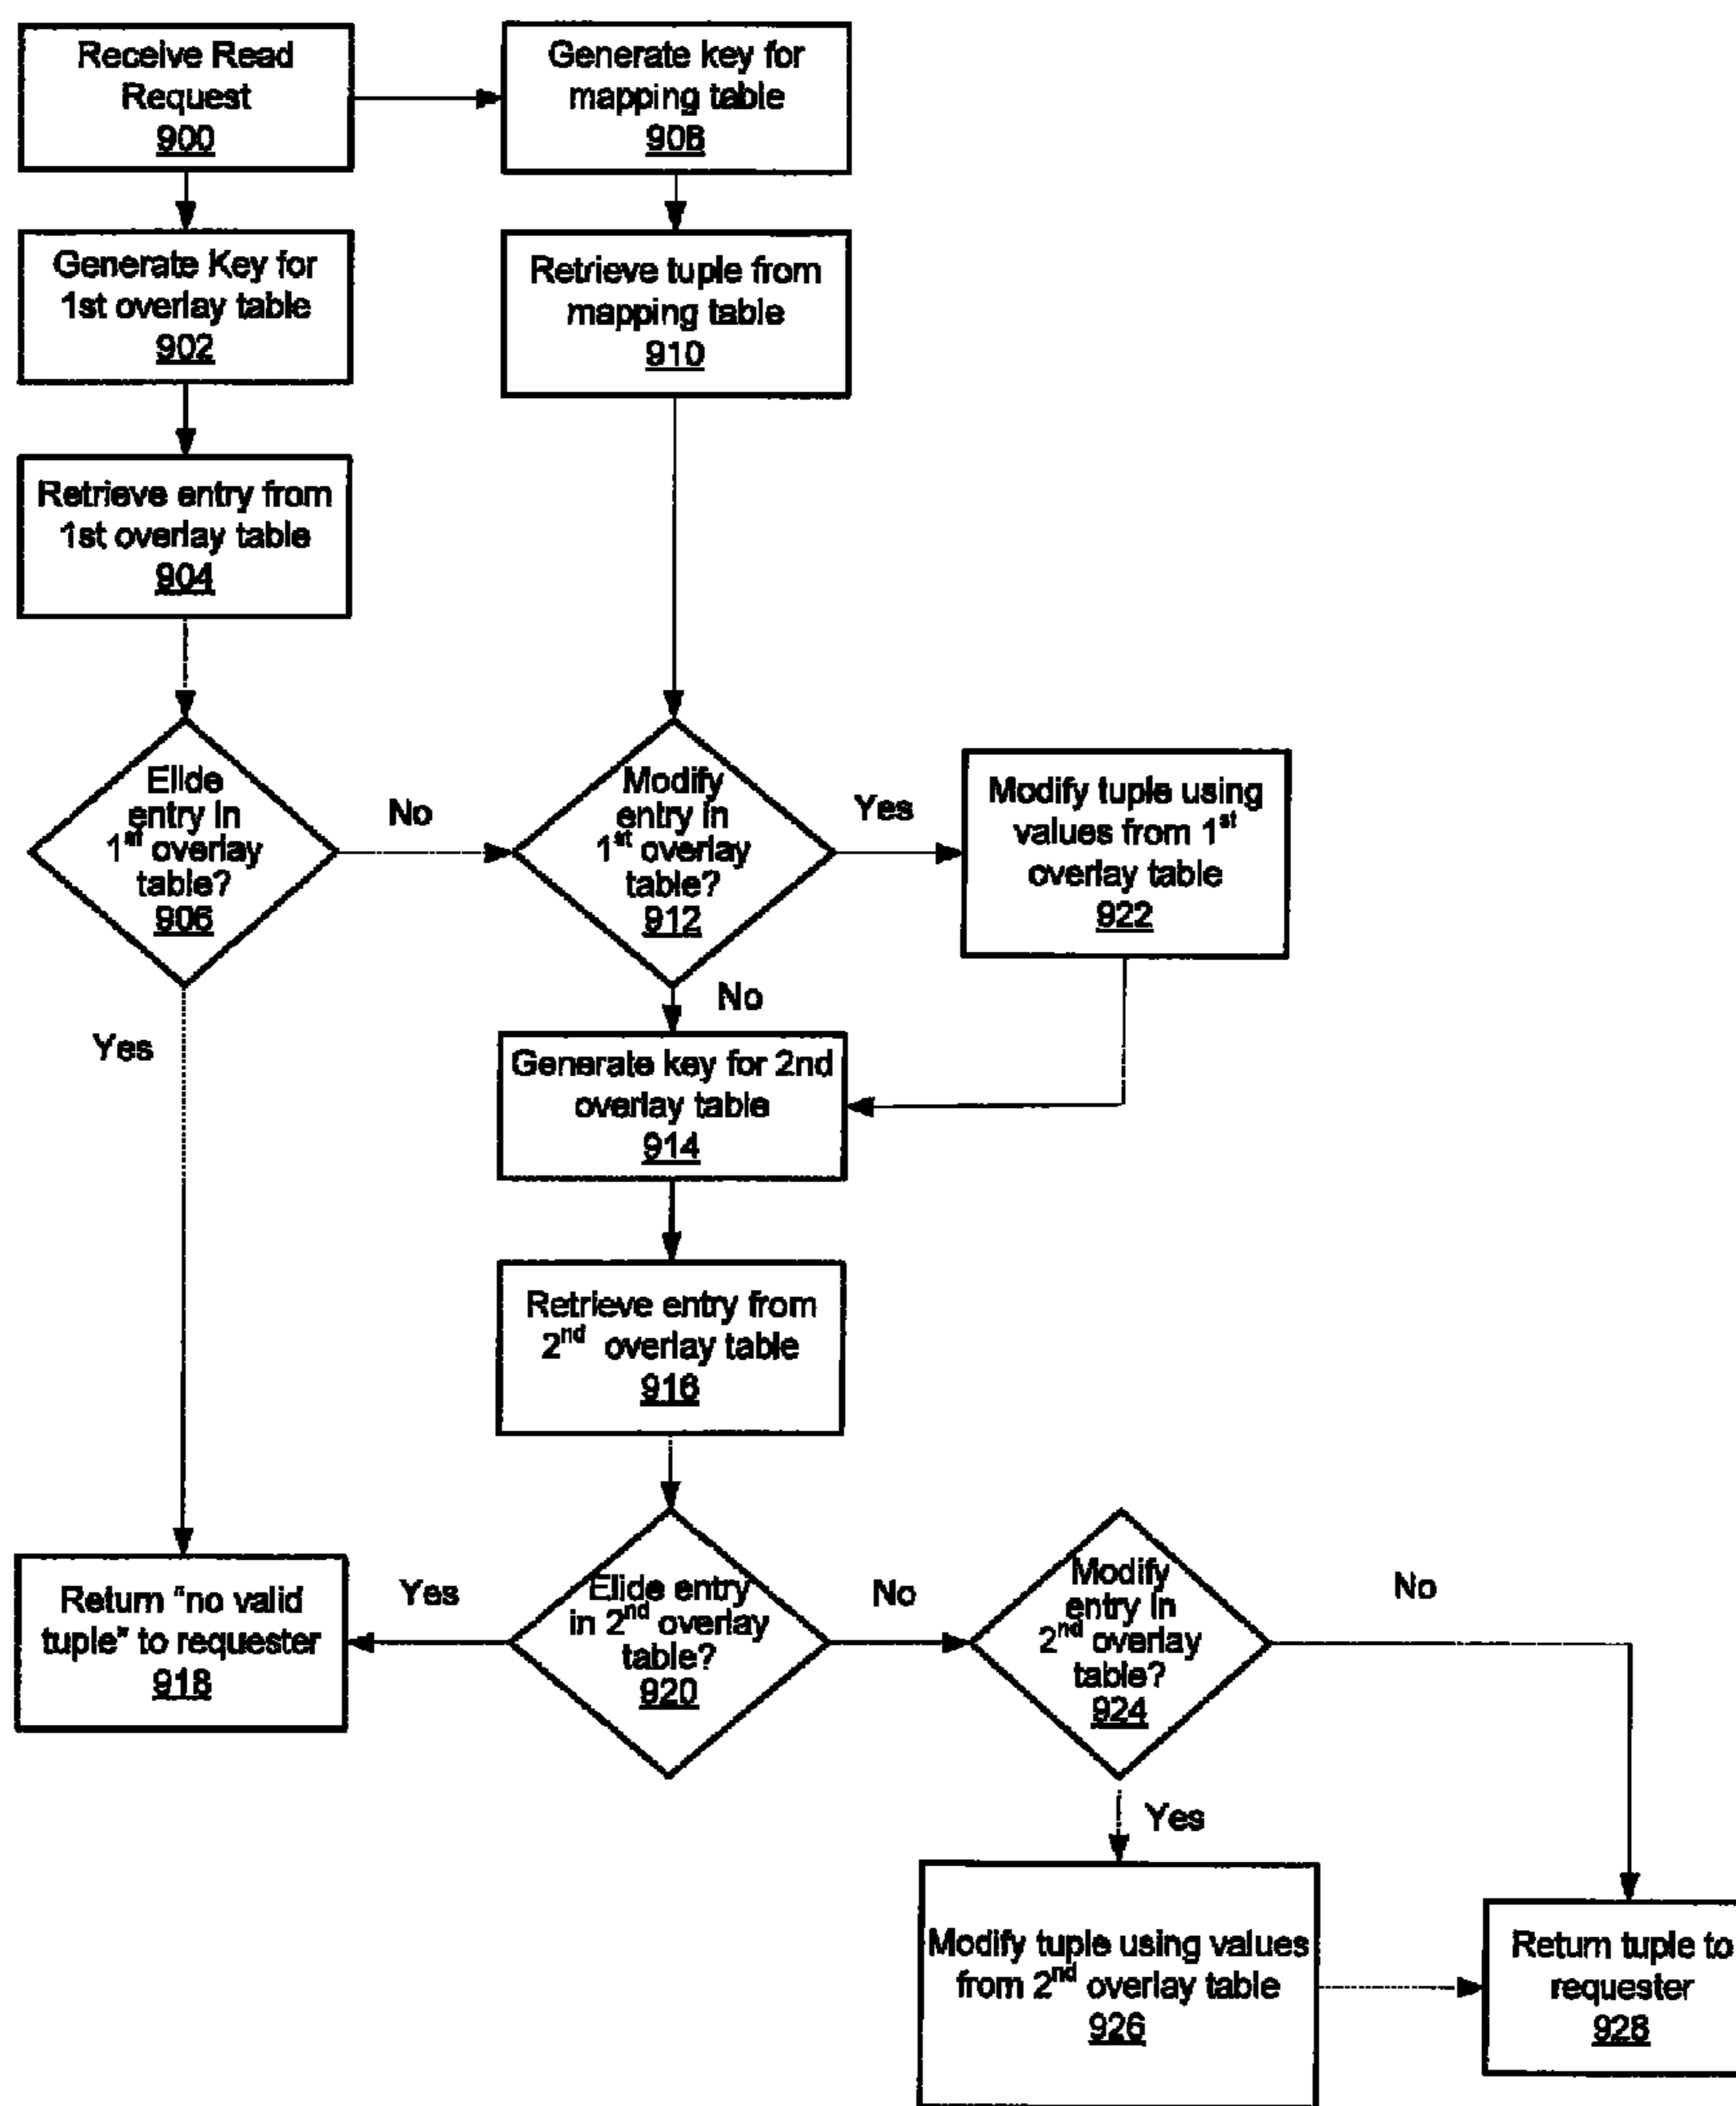 Receive Read
Request
900
Generate key for
mapping table
908
Generate Key for
1st overlay table
902
Retrieve tuple from
mapping table
910
Retrieve entry from
1st overlay table
904
Elide
entry in
1st overlay
table?
906
No
Modify
entry in
1st overlay
table?
912
Yes
Modify tuple using
values from 1st
overlay table
922
Yes
No
Generate key for 2nd
overlay table
914
Retrieve entry from
2nd overlay table
916
Return "no valid
tuple" to requester
918
Yes
Elide entry
in 2nd overlay
table?
920
No
Modify
entry in
2nd overlay
table?
924
No
Yes
Modify tuple using values
from 2nd overlay table
926
Return tuple to
requester
928